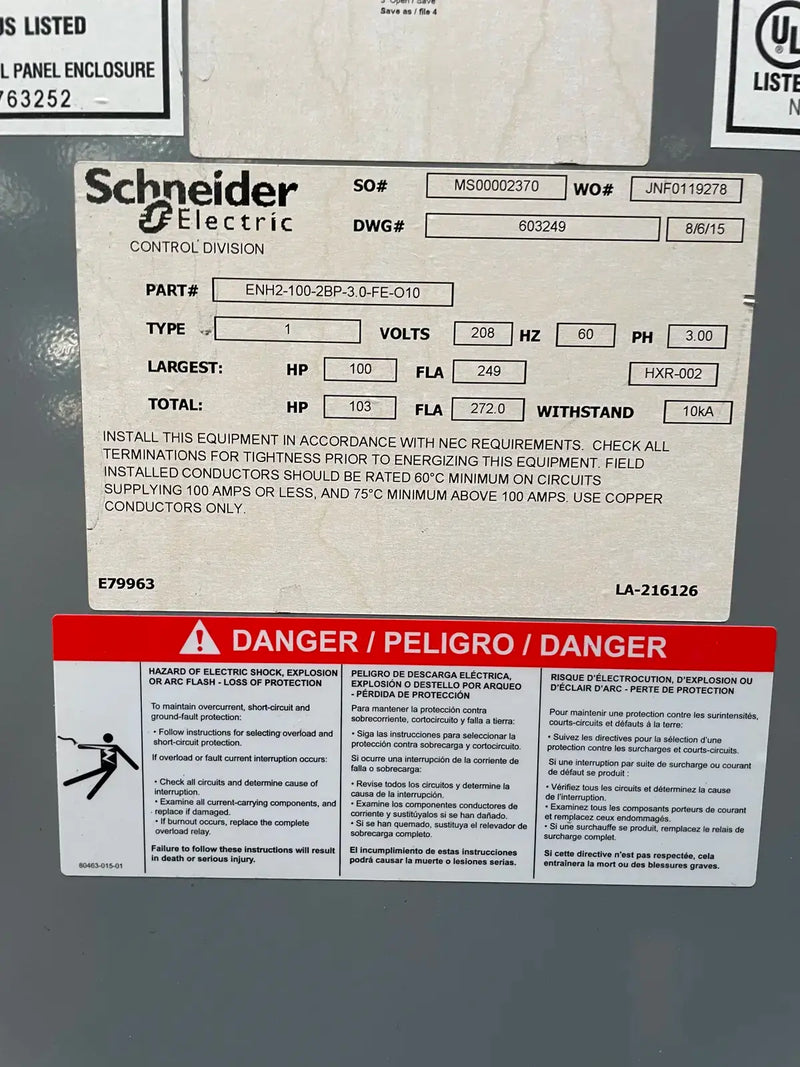 US LISTED
L PANEL ENCLOSURE
763252
Save as / file 4
UL
LISTE
N
Schneider
Electric
CONTROL DIVISION
SO# MS00002370 WO# JNF0119278
DWG# 603249 8/6/15
PART# ENH2-100-2BP-3.0-FE-O10
TYPE 1 VOLTS 208 HZ 60 PH 3.00
LARGEST: HP 100 FLA 249 HXR-002
TOTAL: HP 103 FLA 272.0 WITHSTAND 10kA
INSTALL THIS EQUIPMENT IN ACCORDANCE WITH NEC REQUIREMENTS. CHECK ALL
TERMINATIONS FOR TIGHTNESS PRIOR TO ENERGIZING THIS EQUIPMENT. FIELD
INSTALLED CONDUCTORS SHOULD BE RATED 60°C MINIMUM ON CIRCUITS
SUPPLYING 100 AMPS OR LESS, AND 75°C MINIMUM ABOVE 100 AMPS. USE COPPER
CONDUCTORS ONLY.
E79963 LA-216126
DANGER / PELIGRO / DANGER
HAZARD OF ELECTRIC SHOCK, EXPLOSION
OR ARC FLASH - LOSS OF PROTECTION
To maintain overcurrent, short-circuit and
ground-fault protection:
• Follow instructions for selecting overload and
short-circuit protection.
If overload or fault current interruption occurs:
• Check all circuits and determine cause of
interruption.
• Examine all current-carrying components, and
replace if damaged.
• If burnout occurs, replace the complete
overload relay.
Failure to follow these instructions will result
in death or serious injury.
80463-015-01
PELIGRO DE DESCARGA ELÉCTRICA,
EXPLOSIÓN O DESTELLO POR ARQUEO
- PÉRDIDA DE PROTECCIÓN
Para mantener la protección contra
sobrecorriente, cortocircuito y falla a tierra:
• Siga las instrucciones para seleccionar la
protección contra sobrecarga y cortocircuito.
Si ocurre una interrupción de la corriente de
falla o sobrecarga:
• Revise todos los circuitos y determine la
causa de la interrupción.
• Examine los componentes conductores de
corriente y sustitúyalos si se han dañado.
• Si se han quemado, sustituya el relevador de
sobrecarga completo.
El incumplimiento de estas instrucciones
podrá causar la muerte o lesiones serias.
RISQUE D'ÉLECTROCUTION, D'EXPLOSION OU
D'ÉCLAIR D'ARC - PERTE DE PROTECTION
Pour maintenir une protection contre les surintensités,
courts-circuits et défauts à la terre:
• Suivez les directives pour la sélection d'une
protection contre les surcharges et courts-circuits.
Si une interruption par suite de surcharge ou courant
de défaut se produit :
• Vérifiez tous les circuits et déterminez la cause
de l'interruption.
• Examinez tous les composants porteurs de courant
et remplacez ceux endommagés.
• Si une surchauffe se produit, remplacez le relais de
surcharge complet.
Si cette directive n'est pas respectée, cela
entraînera la mort ou des blessures graves.